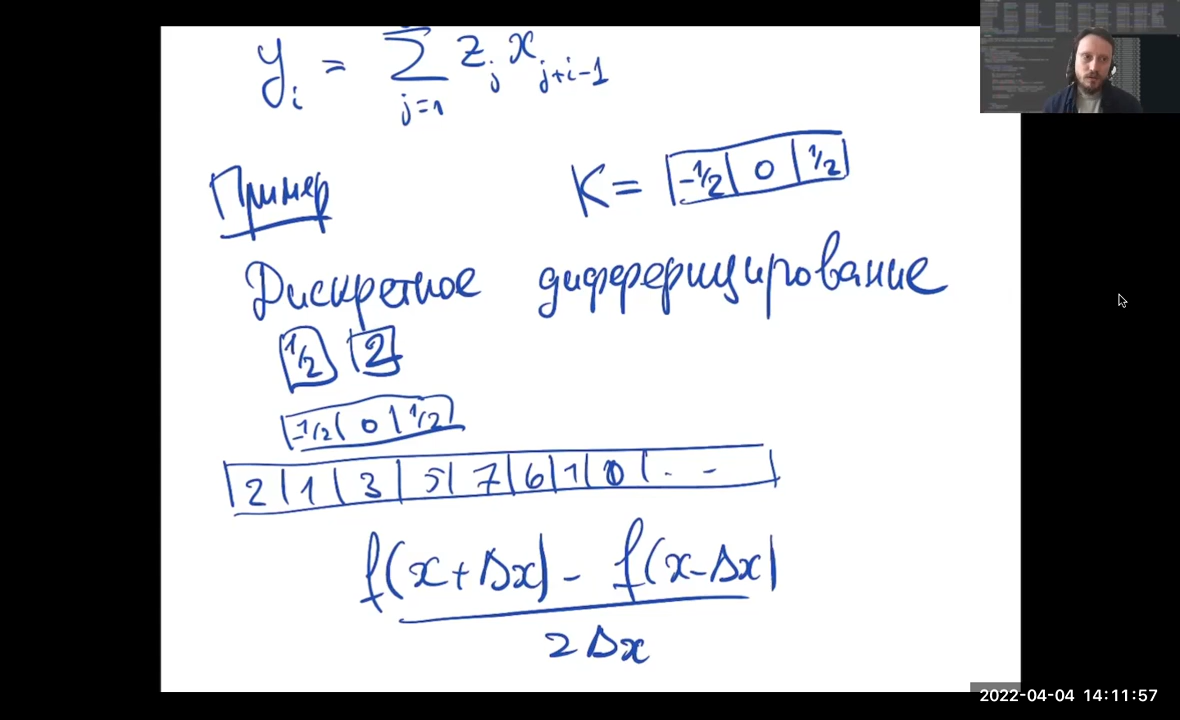 y_i = Σ_{j=1} z_j x_{j+i-1}
Пример K = | -1/2 | 0 | 1/2 |
Дискретное дифференцирование
1/2 2
| -1/2 | 0 | 1/2 |
| 2 | 1 | 3 | 5 | 7 | 6 | 1 | 0 | . . -
f(x+Δx) - f(x-Δx)
2Δx
2022-04-04 14:11:57